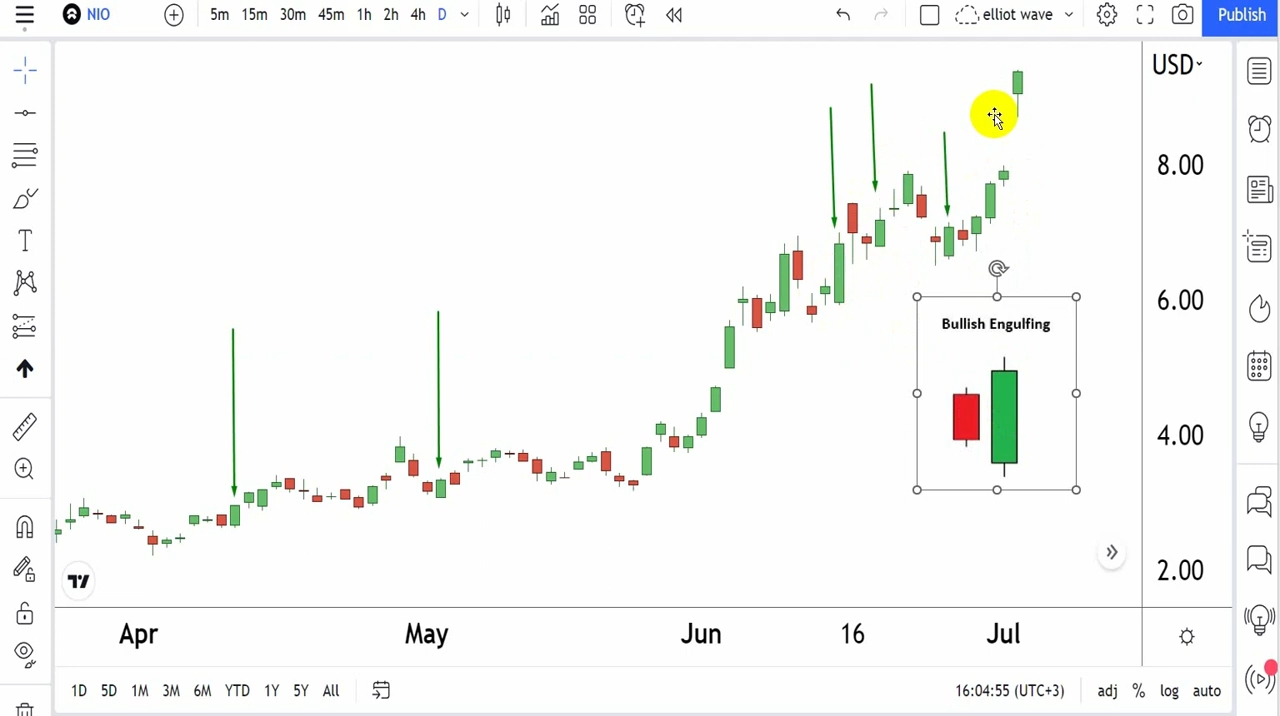 NIO 5m 15m 30m 45m 1h 2h 4h D elliot wave Publish
USD
8.00
6.00
Bullish Engulfing
4.00
2.00
Apr May Jun 16 Jul
1D 5D 1M 3M 6M YTD 1Y 5Y All 16:04:55 (UTC+3) adj % log auto